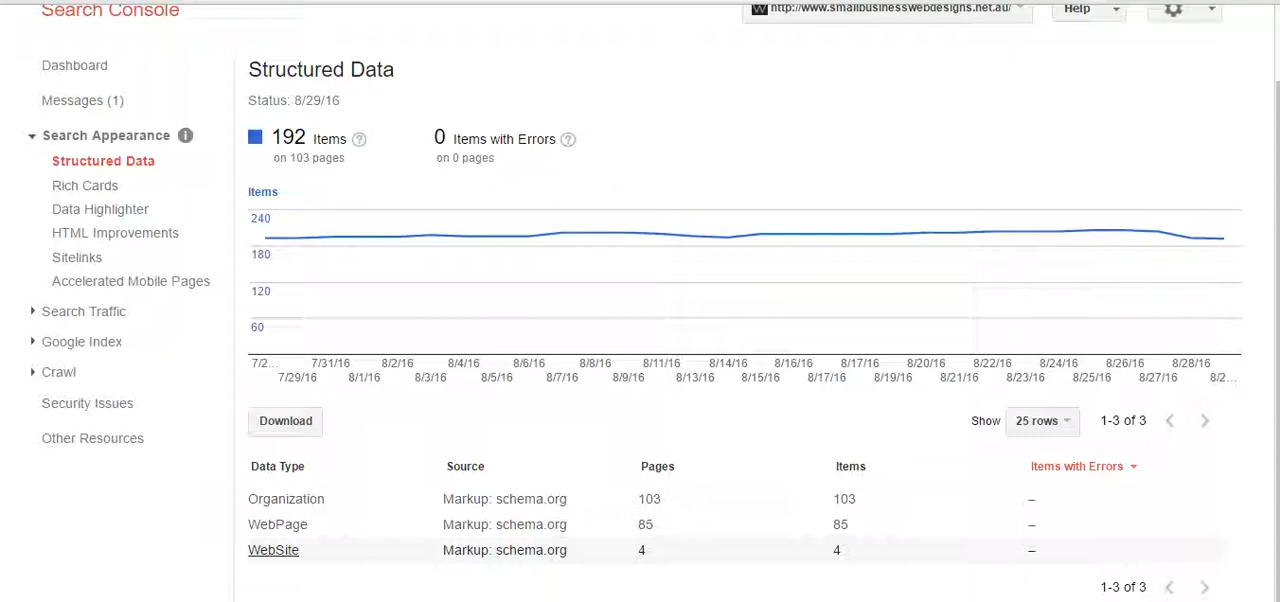 Search Console
http://www.smallbusinesswebdesigns.net.au/
Help
Dashboard
Messages (1)
Search Appearance
Structured Data
Rich Cards
Data Highlighter
HTML Improvements
Sitelinks
Accelerated Mobile Pages
Search Traffic
Google Index
Crawl
Security Issues
Other Resources
Structured Data
Status: 8/29/16
192 Items ?
on 103 pages
0 Items with Errors ?
on 0 pages
Items
240
180
120
60
7/2... 7/31/16 8/2/16 8/4/16 8/6/16 8/8/16 8/11/16 8/14/16 8/16/16 8/17/16 8/20/16 8/22/16 8/24/16 8/26/16 8/28/16
7/29/16 8/1/16 8/3/16 8/5/16 8/7/16 8/9/16 8/13/16 8/15/16 8/17/16 8/19/16 8/21/16 8/23/16 8/25/16 8/27/16 8/2...
Download
Show 25 rows 1-3 of 3
Data Type Source Pages Items Items with Errors
Organization Markup: schema.org 103 103 –
WebPage Markup: schema.org 85 85 –
WebSite Markup: schema.org 4 4 –
1-3 of 3